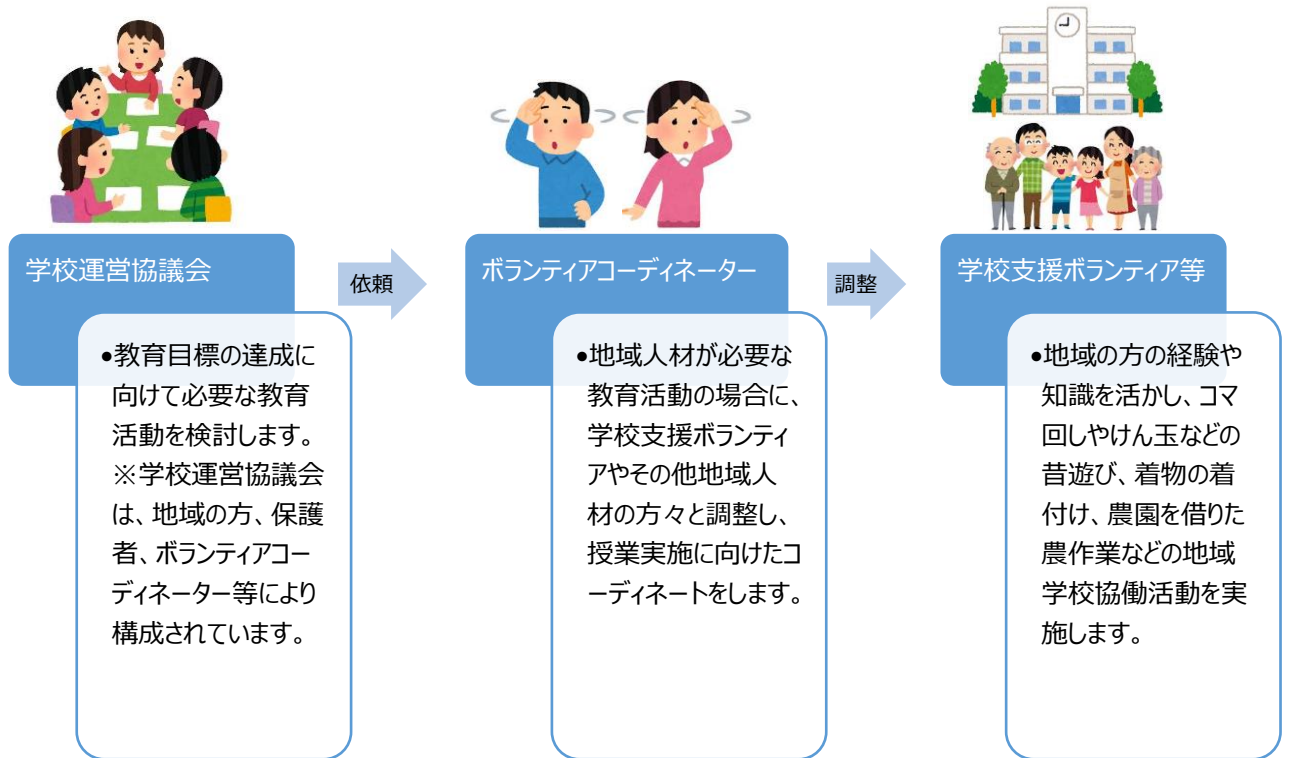 学校運営協議会
依頼
ボランティアコーディネーター
調整
学校支援ボランティア等
•教育目標の達成に
向けて必要な教育
活動を検討します。
※学校運営協議会
は、地域の方、保護
者、ボランティアコー
ディネーター等により
構成されています。
•地域人材が必要な
教育活動の場合に、
学校支援ボランティ
アやその他地域人
材の方々と調整し、
授業実施に向けたコ
ーディネートをします。
•地域の方の経験や
知識を活かし、コマ
回しやけん玉などの
昔遊び、着物の着
付け、農園を借りた
農作業などの地域
学校協働活動を実
施します。